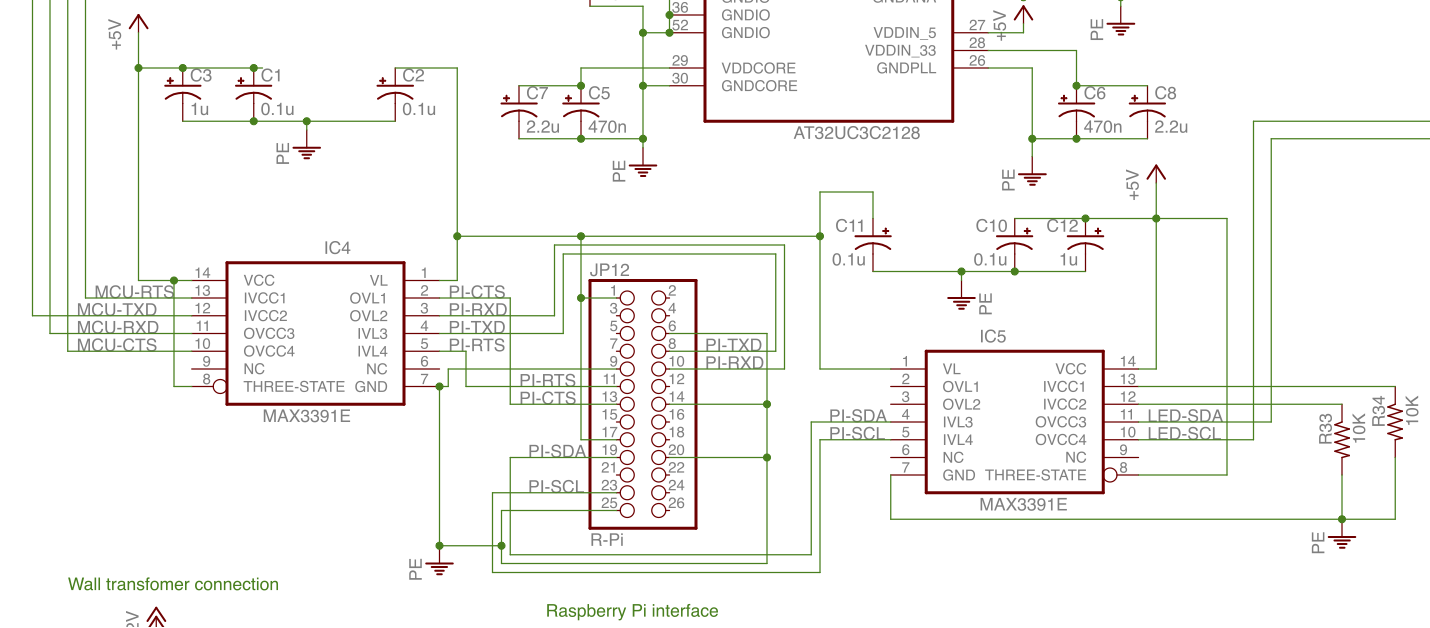 36
GNDIO
52
GNDIO
29
VDDCORE
30
GNDCORE
VDDIN_5
27
VDDIN_33
28
GNDPLL
26
AT32UC3C2128
+5V
+5V
PE
C3
1u
C1
0.1u
C2
0.1u
PE
C7
2.2u
C5
470n
PE
C6
470n
C8
2.2u
PE
+5V
C11
0.1u
C10
0.1u
C12
1u
PE
IC4
14 VCC VL 1
13 IVCC1 OVL1 2
12 IVCC2 OVL2 3
11 OVCC3 IVL3 4
10 OVCC4 IVL4 5
9 NC NC 6
8 THREE-STATE GND 7
MAX3391E
MCU-RTS
MCU-TXD
MCU-RXD
MCU-CTS
PI-CTS
PI-RXD
PI-TXD
PI-RTS
JP12
1 2
3 4
5 6
7 8
9 10
11 12
13 14
15 16
17 18
19 20
21 22
23 24
25 26
R-Pi
PI-TXD
PI-RXD
PI-RTS
PI-CTS
PI-SDA
PI-SCL
PE
PI-SDA
PI-SCL
IC5
1 VL VCC 14
2 OVL1 IVCC1 13
3 OVL2 IVCC2 12
4 IVL3 OVCC3 11
5 IVL4 OVCC4 10
6 NC NC 9
7 GND THREE-STATE 8
MAX3391E
LED-SDA
LED-SCL
R33
10K
R34
10K
PE
Wall transfomer connection
Raspberry Pi interface